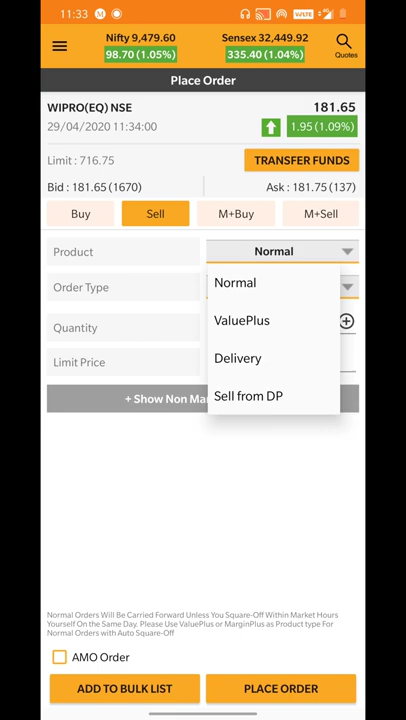 11:33
VoLTE
4G
Nifty 9,479.60
98.70 (1.05%)
Sensex 32,449.92
335.40 (1.04%)
Quotes
Place Order
WIPRO(EQ) NSE
181.65
29/04/2020 11:34:00
1.95 (1.09%)
Limit : 716.75
TRANSFER FUNDS
Bid : 181.65 (1670)
Ask : 181.75 (137)
Buy
Sell
M+Buy
M+Sell
Product
Normal
Order Type
Normal
Quantity
ValuePlus
Limit Price
Delivery
Sell from DP
+ Show Non Ma
Normal Orders Will Be Carried Forward Unless You Square-Off Within Market Hours
Yourself On the Same Day. Please Use ValuePlus or MarginPlus as Product type For
Normal Orders with Auto Square-Off
AMO Order
ADD TO BULK LIST
PLACE ORDER